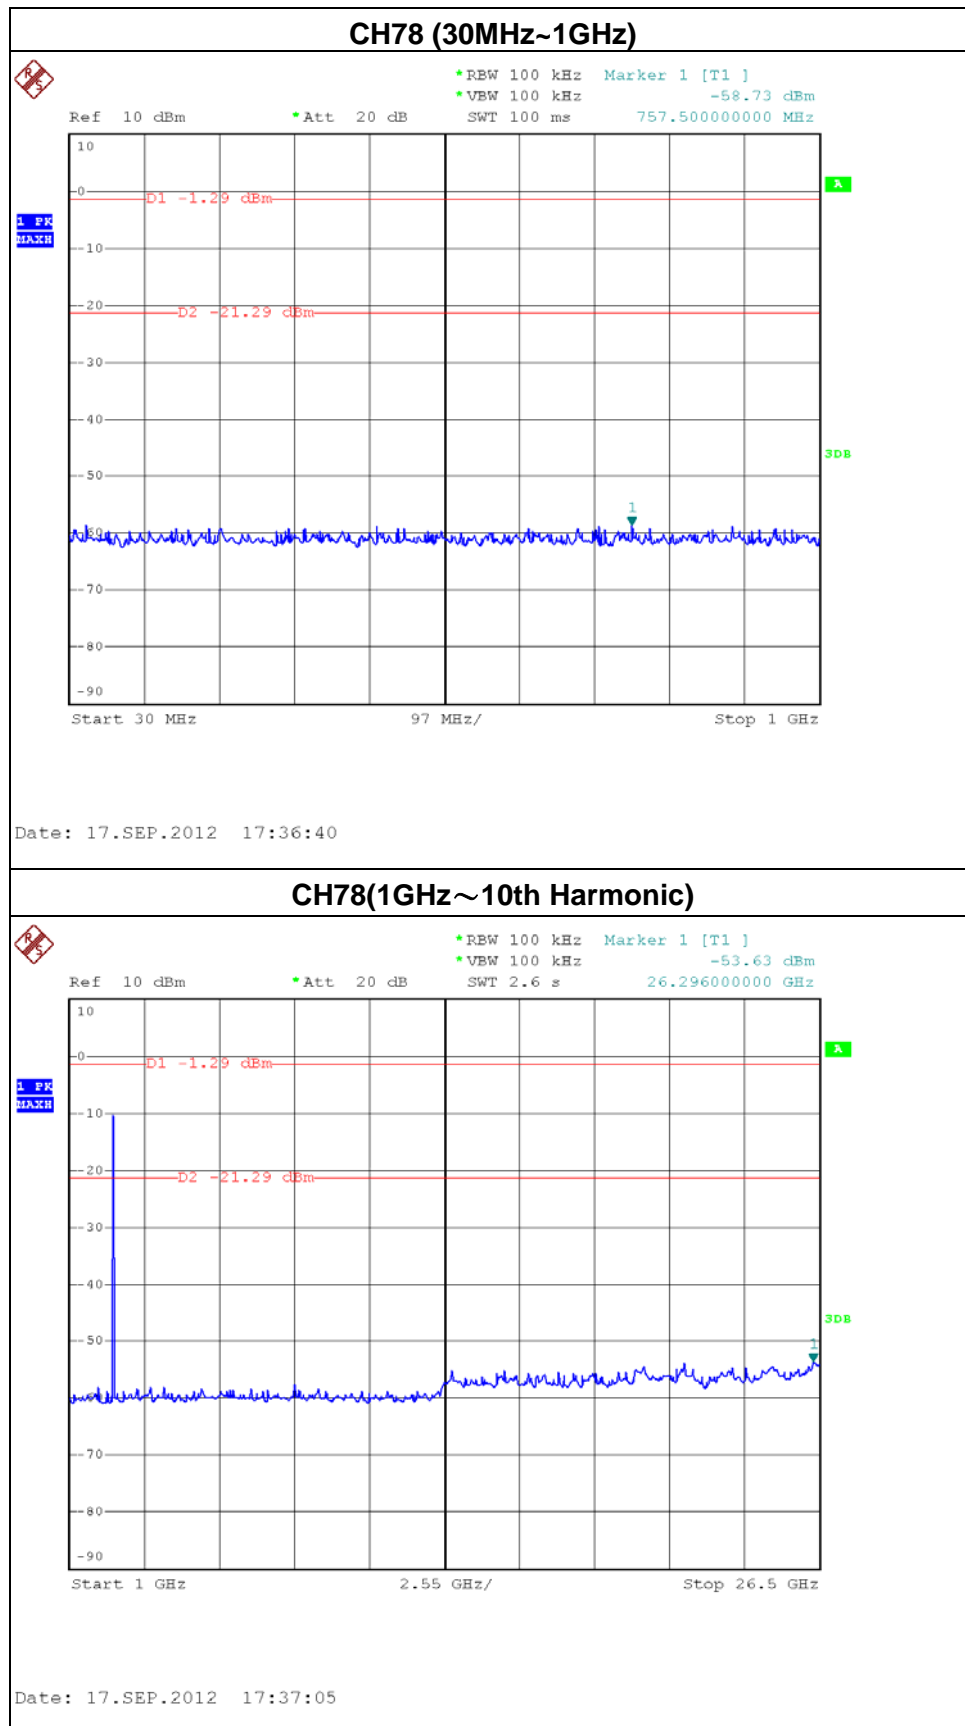 CH78 (30MHz~1GHz)
R S
*RBW 100 kHz Marker 1 [T1 ]
*VBW 100 kHz -58.73 dBm
Ref 10 dBm *Att 20 dB SWT 100 ms 757.500000000 MHz
10
A
0
D1 -1.29 dBm
1 PK
MAXH
-10
-20
D2 -21.29 dBm
-30
-40
3DB
-50
1
-60
-70
-80
-90
Start 30 MHz 97 MHz/ Stop 1 GHz
Date: 17.SEP.2012 17:36:40
CH78(1GHz～10th Harmonic)
R S
*RBW 100 kHz Marker 1 [T1 ]
*VBW 100 kHz -53.63 dBm
Ref 10 dBm *Att 20 dB SWT 2.6 s 26.296000000 GHz
10
A
0
D1 -1.29 dBm
1 PK
MAXH
-10
-20
D2 -21.29 dBm
-30
-40
3DB
-50
1
-60
-70
-80
-90
Start 1 GHz 2.55 GHz/ Stop 26.5 GHz
Date: 17.SEP.2012 17:37:05